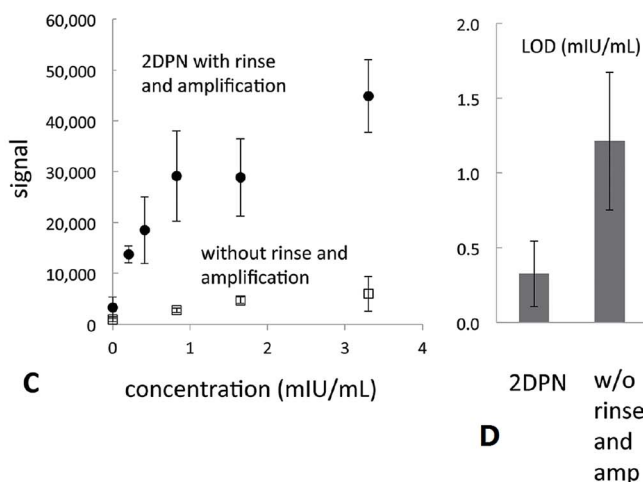 60,000
50,000
40,000
30,000
20,000
10,000
0
signal
2DPN with rinse
and amplification
without rinse and
amplification
0
1
2
3
4
concentration (mIU/mL)
C
2.0
1.5
1.0
0.5
0.0
LOD (mIU/mL)
2DPN
w/o
rinse
and
amp
D